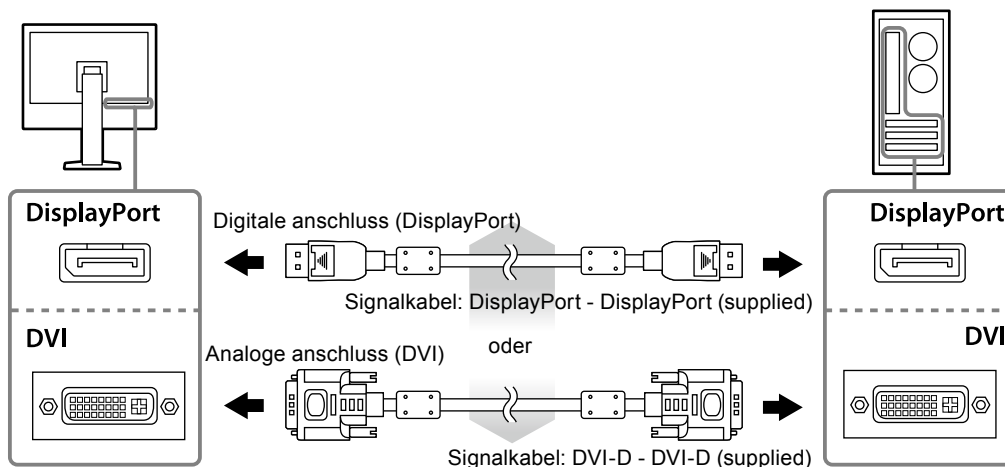 DisplayPort
Digitale anschluss (DisplayPort)
DisplayPort
Signalkabel: DisplayPort - DisplayPort (supplied)
oder
DVI
Analoge anschluss (DVI)
DVI
Signalkabel: DVI-D - DVI-D (supplied)